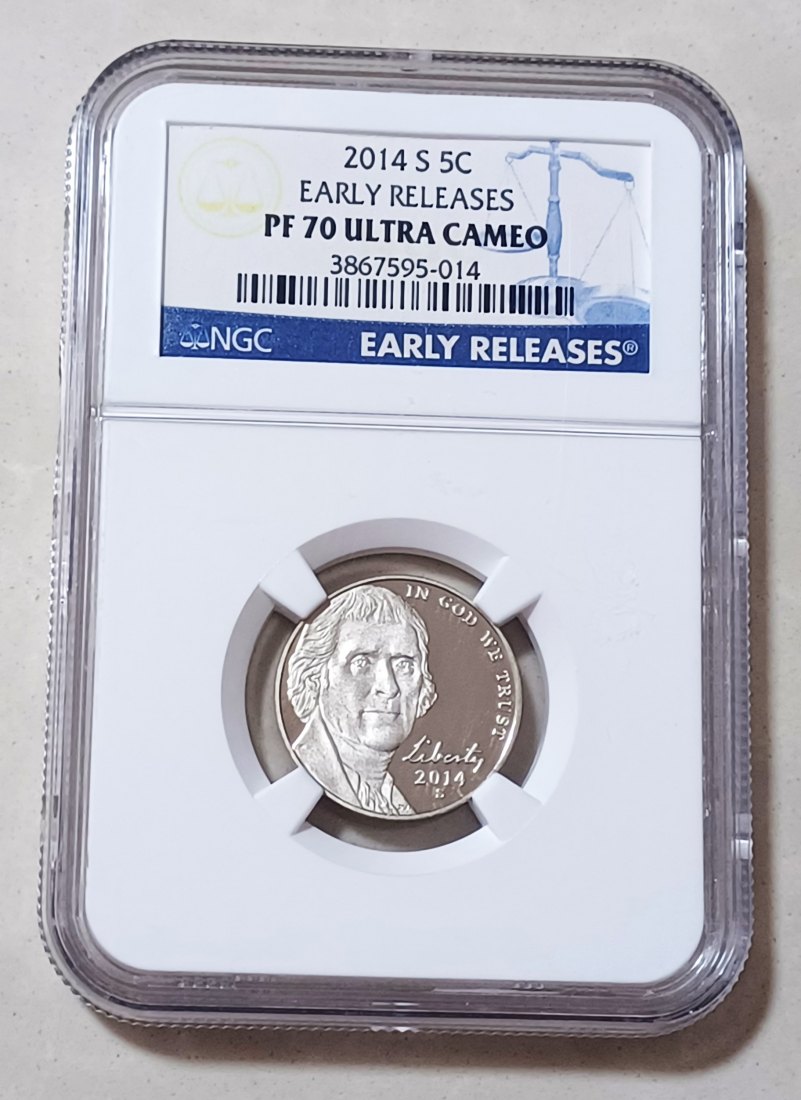 2014 S 5C
EARLY RELEASES
PF 70 ULTRA CAMEO
3867595-014
NGC
EARLY RELEASES®
IN GOD WE TRUST
Liberty
2014
S